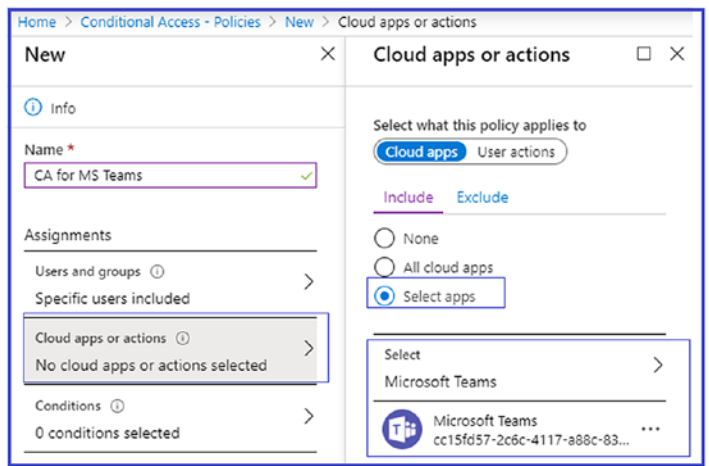 Home > Conditional Access - Policies > New > Cloud apps or actions
New
Info
Name *
CA for MS Teams
Assignments
Users and groups
Specific users included
Cloud apps or actions
No cloud apps or actions selected
Conditions
0 conditions selected
Cloud apps or actions
Select what this policy applies to
Cloud apps User actions
Include Exclude
None
All cloud apps
Select apps
Select
Microsoft Teams
Microsoft Teams
cc15fd57-2c6c-4117-a88c-83...